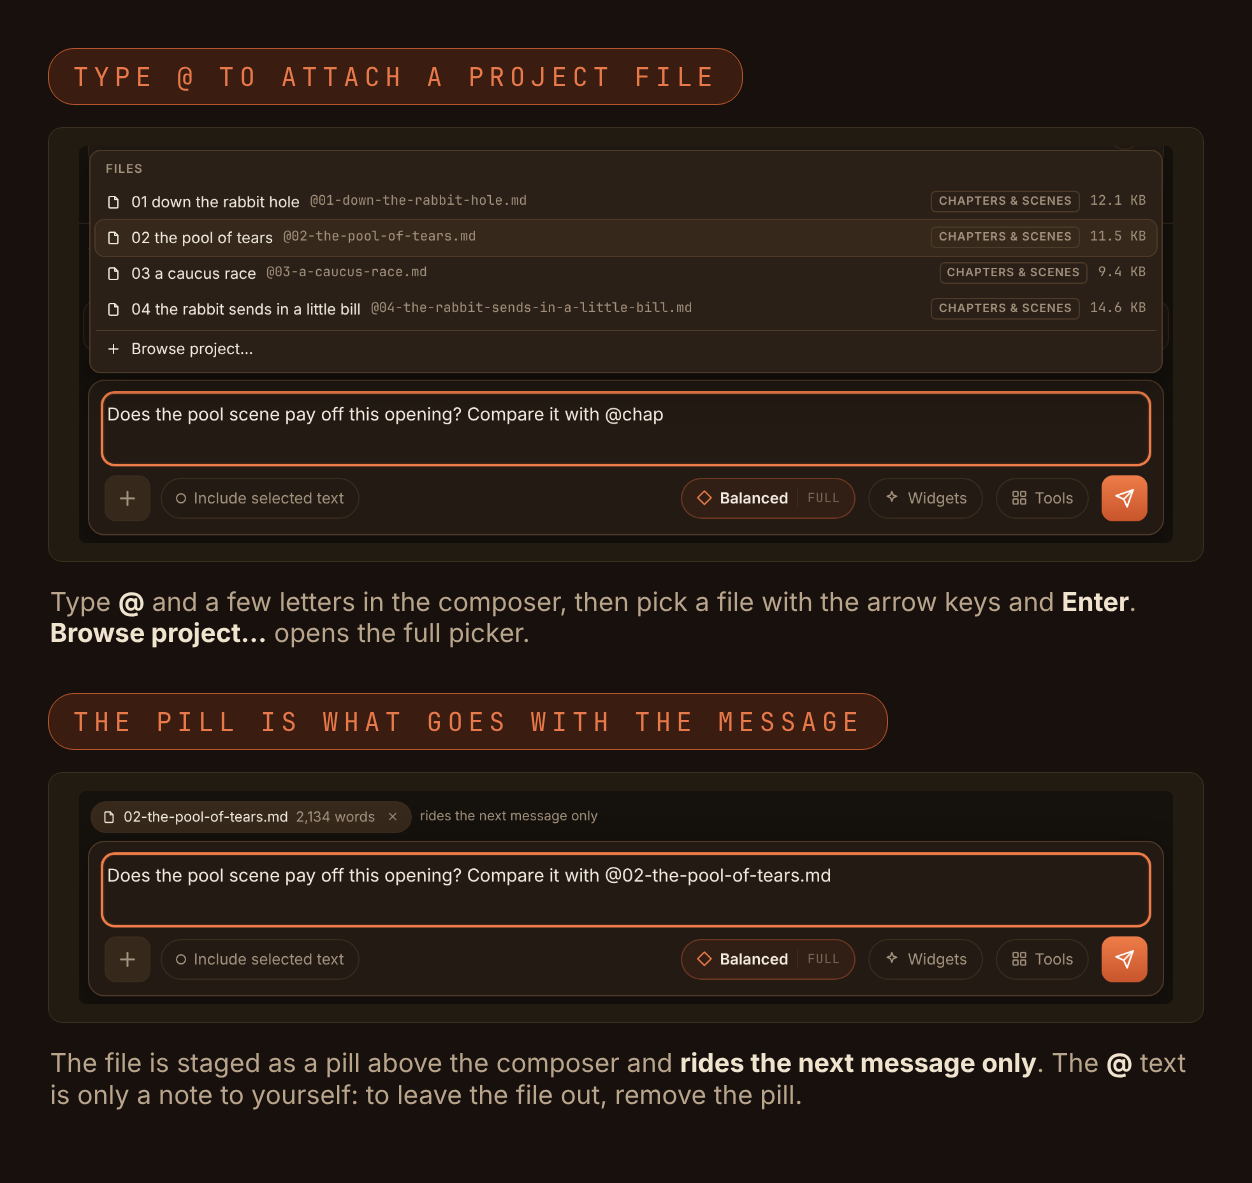 TYPE @ TO ATTACH A PROJECT FILE
FILES
01 down the rabbit hole @01-down-the-rabbit-hole.md CHAPTERS & SCENES 12.1 KB
02 the pool of tears @02-the-pool-of-tears.md CHAPTERS & SCENES 11.5 KB
03 a caucus race @03-a-caucus-race.md CHAPTERS & SCENES 9.4 KB
04 the rabbit sends in a little bill @04-the-rabbit-sends-in-a-little-bill.md CHAPTERS & SCENES 14.6 KB
+ Browse project...
Does the pool scene pay off this opening? Compare it with @chap
+ Include selected text Balanced FULL Widgets Tools
Type @ and a few letters in the composer, then pick a file with the arrow keys and Enter.
Browse project... opens the full picker.
THE PILL IS WHAT GOES WITH THE MESSAGE
02-the-pool-of-tears.md 2,134 words × rides the next message only
Does the pool scene pay off this opening? Compare it with @02-the-pool-of-tears.md
+ Include selected text Balanced FULL Widgets Tools
The file is staged as a pill above the composer and rides the next message only. The @ text
is only a note to yourself: to leave the file out, remove the pill.